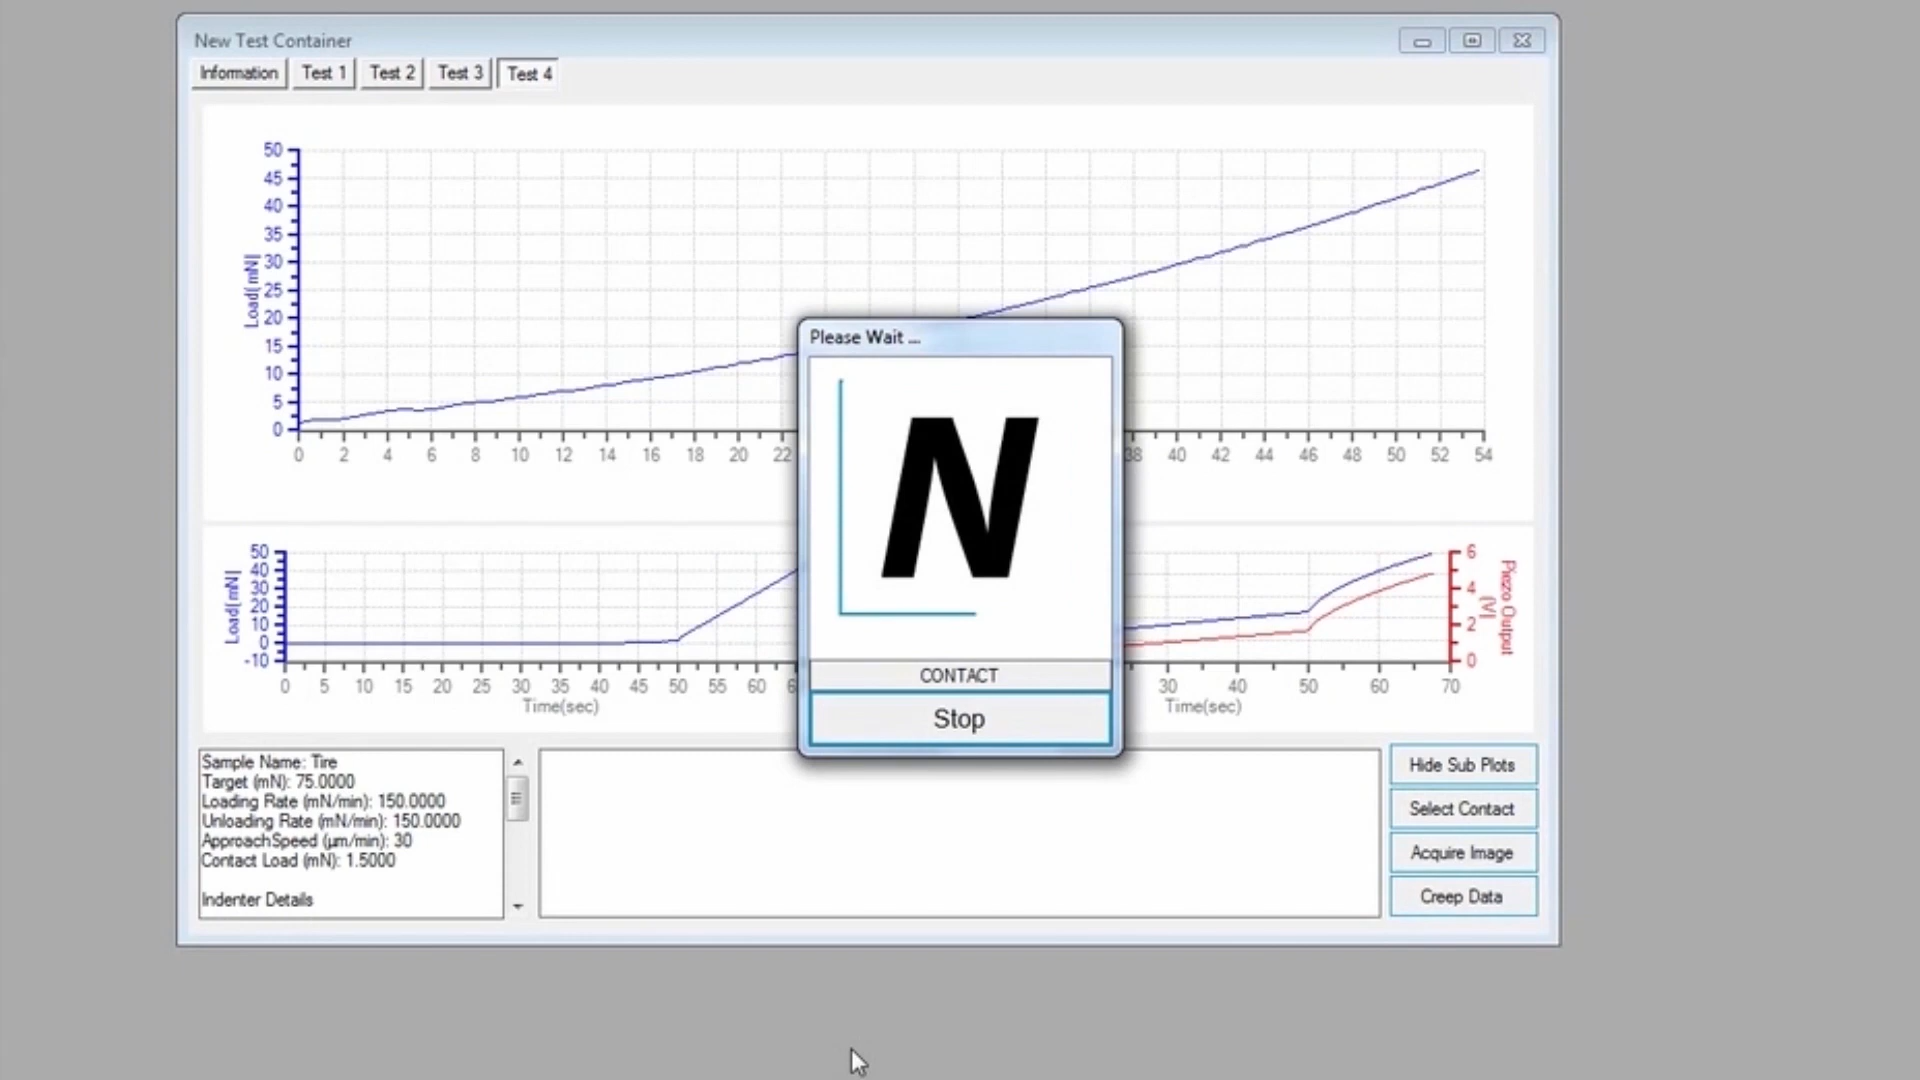 New Test Container
Information Test 1 Test 2 Test 3 Test 4
50
45
40
35
30
25
20
15
10
5
0
Load[mN]
0 2 4 6 8 10 12 14 16 18 20 22 38 40 42 44 46 48 50 52 54
Please Wait ...
N
CONTACT
Stop
50
40
30
20
10
0
-10
Load[mN]
0 5 10 15 20 25 30 35 40 45 50 55 60
Time(sec)
6
4
2
0
Piezo Output
[V]
30 40 50 60 70
Time(sec)
Sample Name: Tire
Target (mN): 75.0000
Loading Rate (mN/min): 150.0000
Unloading Rate (mN/min): 150.0000
ApproachSpeed (µm/min): 30
Contact Load (mN): 1.5000
Indenter Details
Hide Sub Plots
Select Contact
Acquire Image
Creep Data